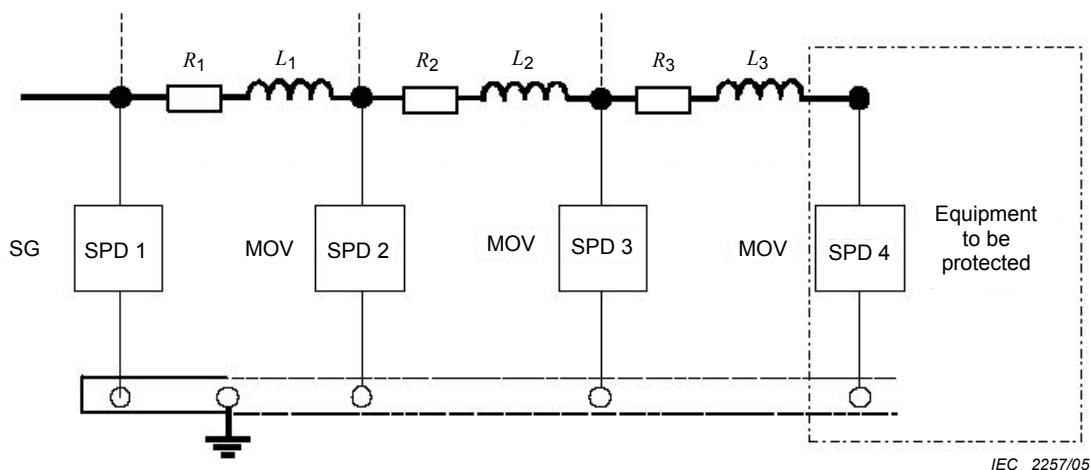 R1 L1 R2 L2 R3 L3
SG SPD 1 MOV SPD 2 MOV SPD 3 MOV SPD 4
Equipment
to be
protected
IEC 2257/05